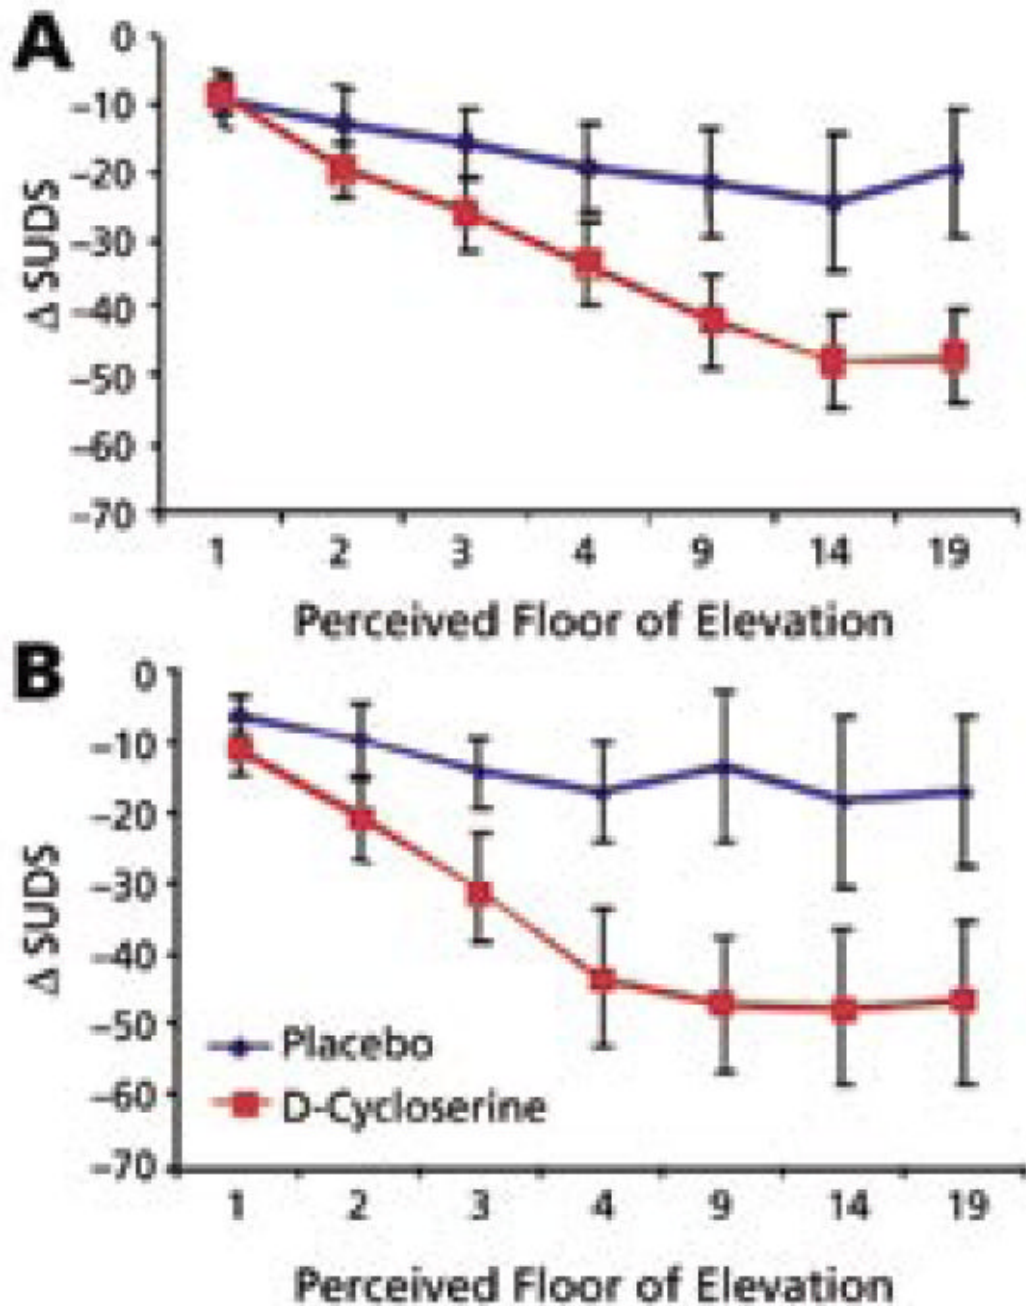 A
0
–10
–20
–30
–40
–50
–60
–70
Δ SUDS
1 2 3 4 9 14 19
Perceived Floor of Elevation
B
0
–10
–20
–30
–40
–50
–60
–70
Δ SUDS
Placebo
D-Cycloserine
1 2 3 4 9 14 19
Perceived Floor of Elevation